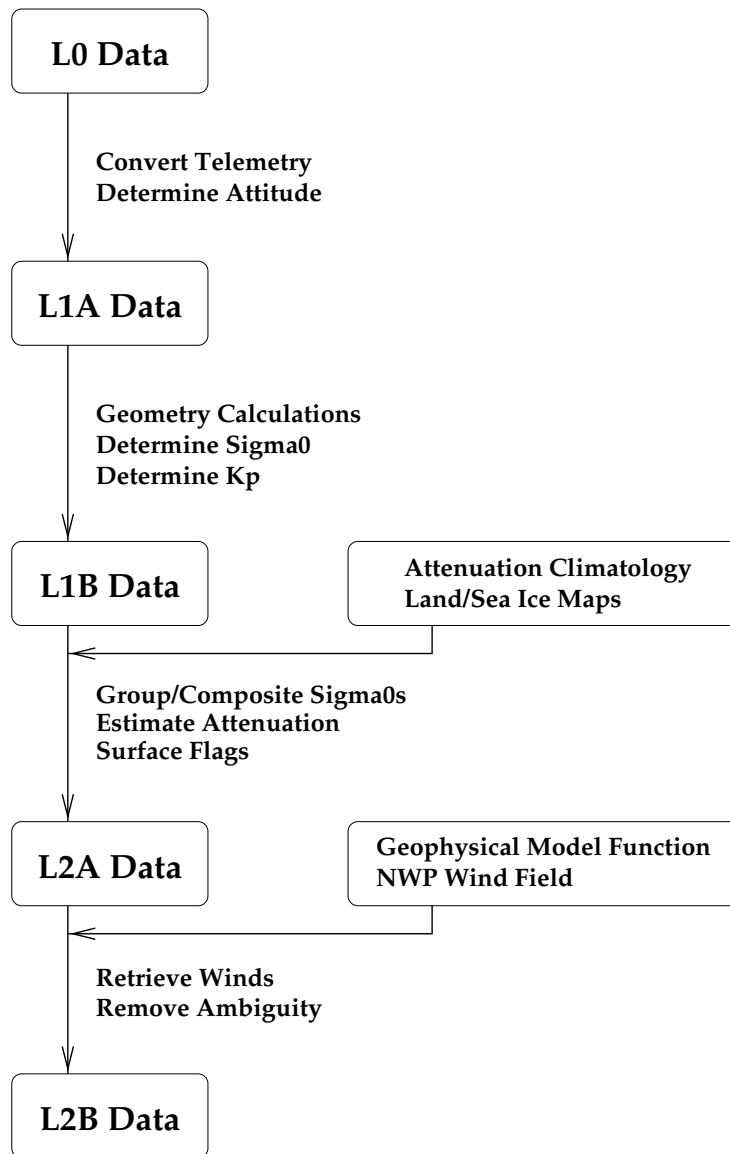 L0 Data
Convert Telemetry
Determine Attitude
L1A Data
Geometry Calculations
Determine Sigma0
Determine Kp
L1B Data
Attenuation Climatology
Land/Sea Ice Maps
Group/Composite Sigma0s
Estimate Attenuation
Surface Flags
L2A Data
Geophysical Model Function
NWP Wind Field
Retrieve Winds
Remove Ambiguity
L2B Data